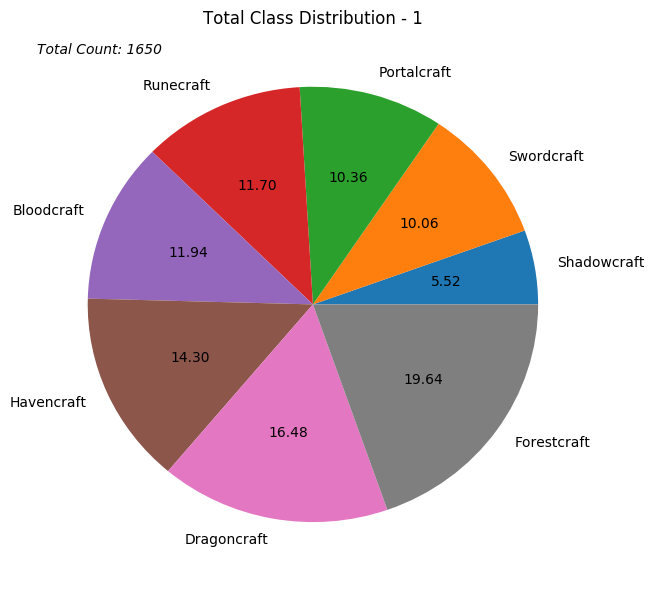 Total Class Distribution - 1
Total Count: 1650
Portalcraft
Runecraft
Swordcraft
10.36
11.70
Bloodcraft
10.06
11.94
Shadowcraft
5.52
14.30
19.64
Havencraft
16.48
Forestcraft
Dragoncraft